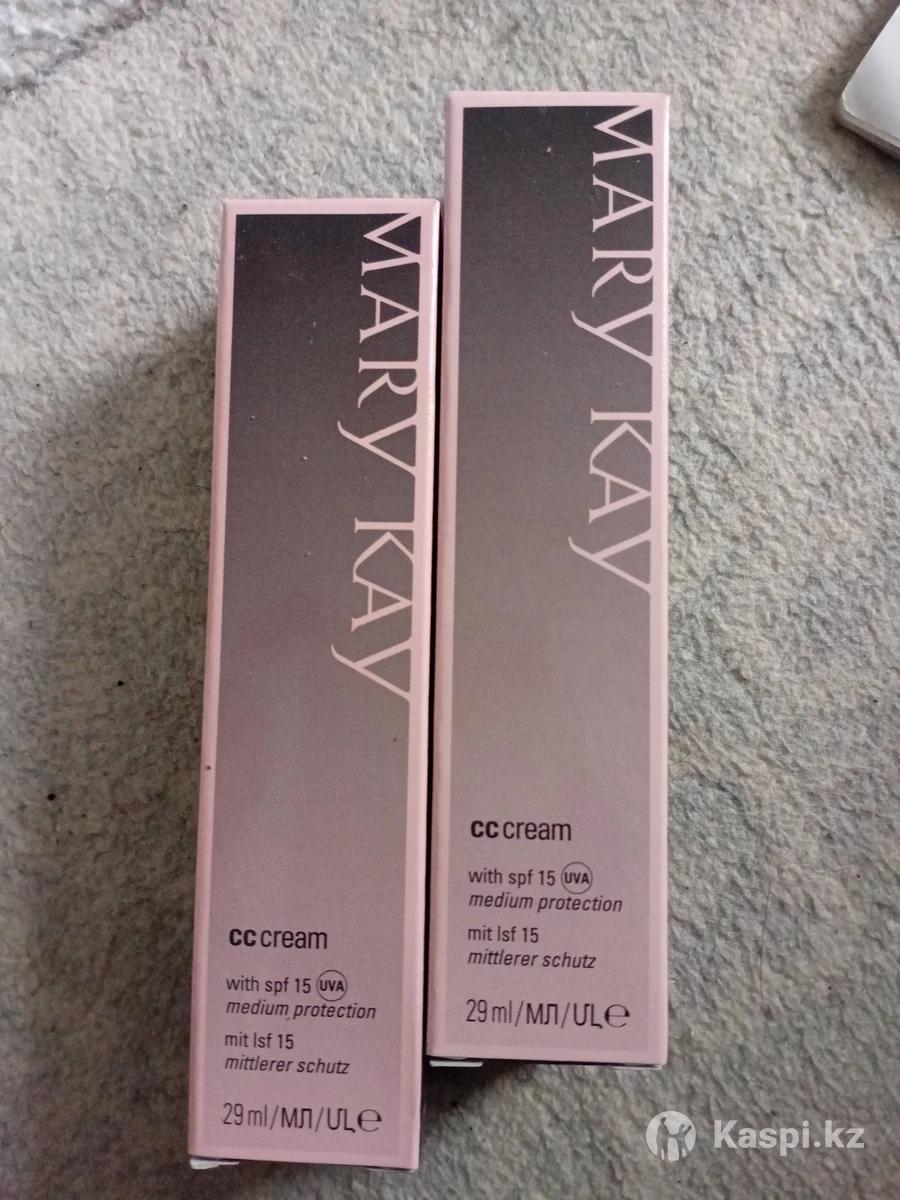 MARY KAY
cc cream
with spf 15 UVA
medium protection
mit lsf 15
mittlerer schutz
29 ml/МЛ/ՄԼ ℮
MARY KAY
cc cream
with spf 15 UVA
medium protection
mit lsf 15
mittlerer schutz
29 ml/МЛ/ՄԼ ℮
Kaspi.kz